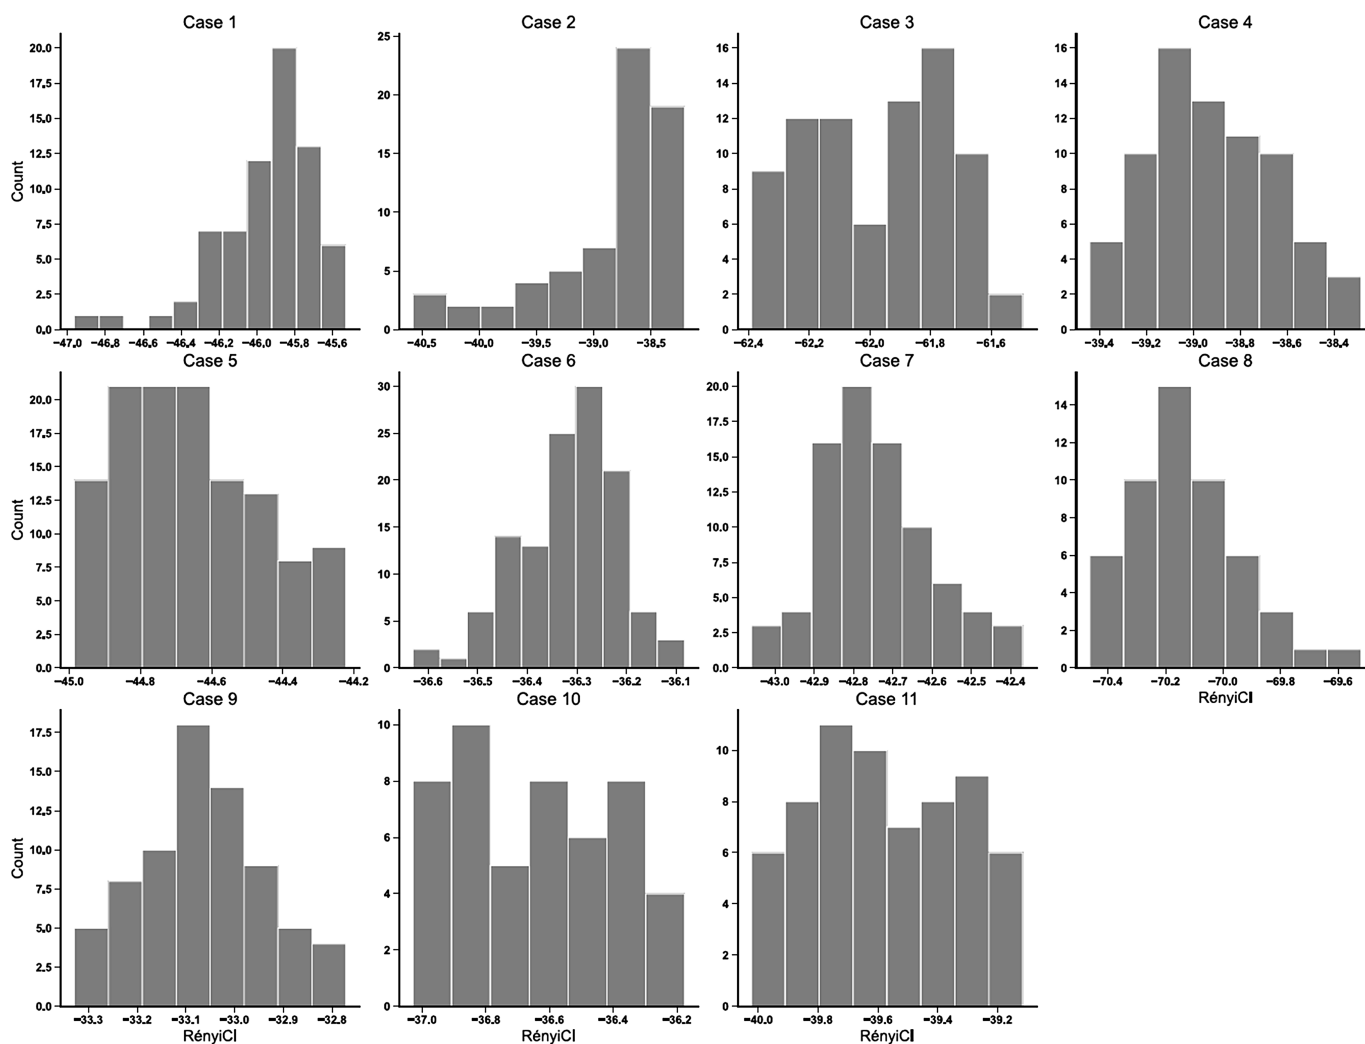 Case 1
Case 2
Case 3
Case 4
20.0
17.5
15.0
12.5
10.0
7.5
5.0
2.5
0.0
Count
−47.0 −46.8 −46.6 −46.4 −46.2 −46.0 −45.8 −45.6
25
20
15
10
5
0
−40.5 −40.0 −39.5 −39.0 −38.5
16
14
12
10
8
6
4
2
0
−62.4 −62.2 −62.0 −61.8 −61.6
16
14
12
10
8
6
4
2
0
−39.4 −39.2 −39.0 −38.8 −38.6 −38.4
Case 5
Case 6
Case 7
Case 8
20.0
17.5
15.0
12.5
10.0
7.5
5.0
2.5
0.0
Count
−45.0 −44.8 −44.6 −44.4 −44.2
30
25
20
15
10
5
0
−36.6 −36.5 −36.4 −36.3 −36.2 −36.1
20.0
17.5
15.0
12.5
10.0
7.5
5.0
2.5
0.0
−43.0 −42.9 −42.8 −42.7 −42.6 −42.5 −42.4
14
12
10
8
6
4
2
0
−70.4 −70.2 −70.0 −69.8 −69.6
RényiCI
Case 9
Case 10
Case 11
17.5
15.0
12.5
10.0
7.5
5.0
2.5
0.0
Count
−33.3 −33.2 −33.1 −33.0 −32.9 −32.8
RényiCI
10
8
6
4
2
0
−37.0 −36.8 −36.6 −36.4 −36.2
RényiCI
10
8
6
4
2
0
−40.0 −39.8 −39.6 −39.4 −39.2
RényiCI